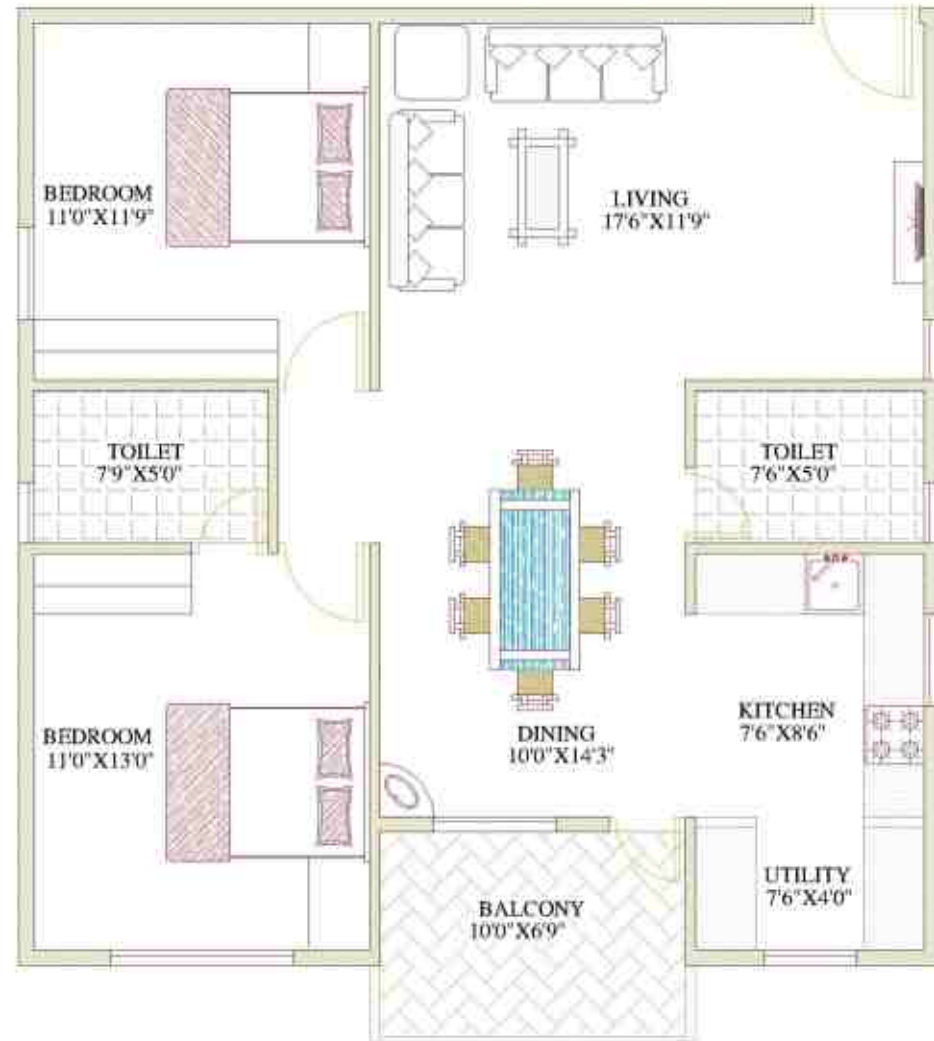 BEDROOM
11'0"X11'9"
LIVING
17'6"X11'9"
TOILET
7'9"X5'0"
TOILET
7'6"X5'0"
BEDROOM
11'0"X13'0"
DINING
10'0"X14'3"
KITCHEN
7'6"X8'6"
UTILITY
7'6"X4'0"
BALCONY
10'0"X6'9"